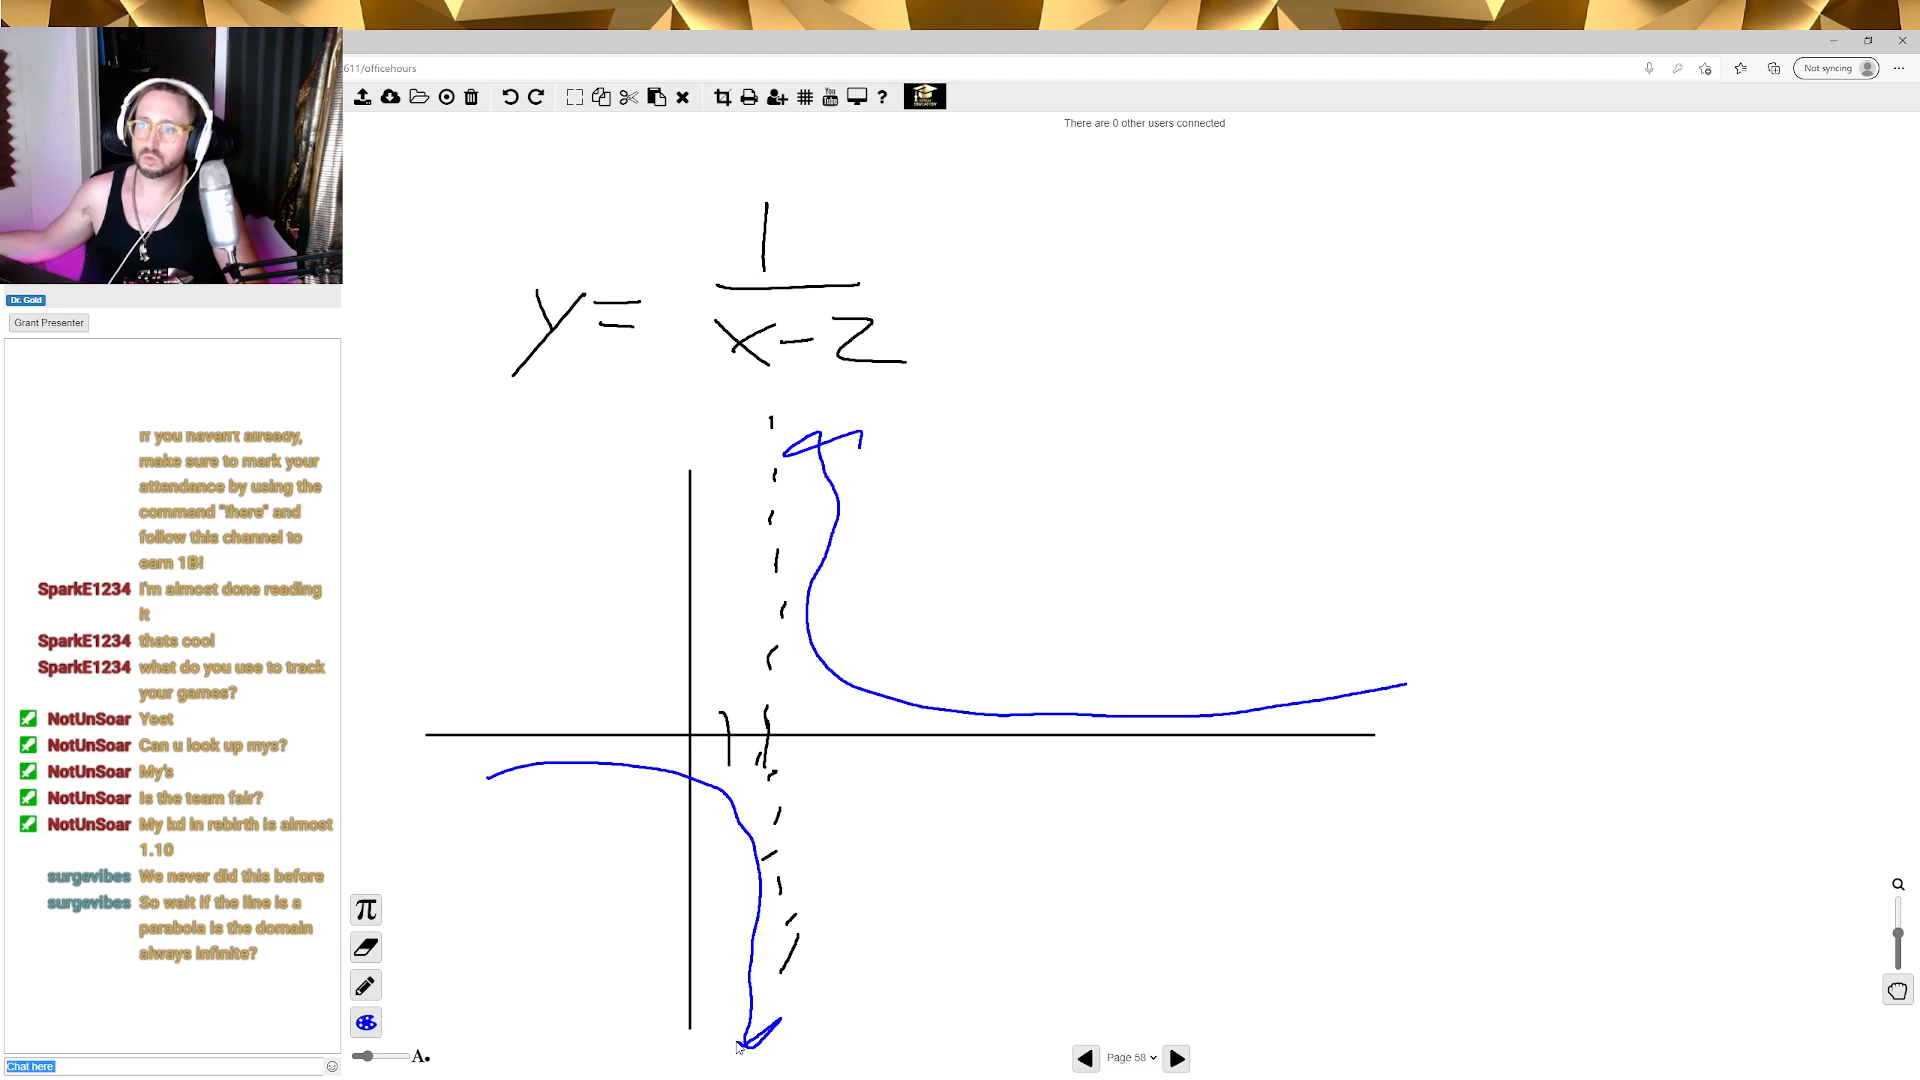 611/officehours
Not syncing
You
Tube
?
There are 0 other users connected
Dr. Gold
Grant Presenter
y = 1
x - 2
If you haven't already,
make sure to mark your
attendance by using the
command "!here" and
follow this channel to
earn 1B!
SparkE1234 I'm almost done reading
it
SparkE1234 thats cool
SparkE1234 what do you use to track
your games?
NotUnSoar Yeet
NotUnSoar Can u look up mys?
NotUnSoar My's
NotUnSoar Is the team fair?
NotUnSoar My kd in rebirth is almost
1.10
surgevibes We never did this before
surgevibes So wait if the line is a
parabola is the domain
always infinite?
π
A.
Chat here
Page 58